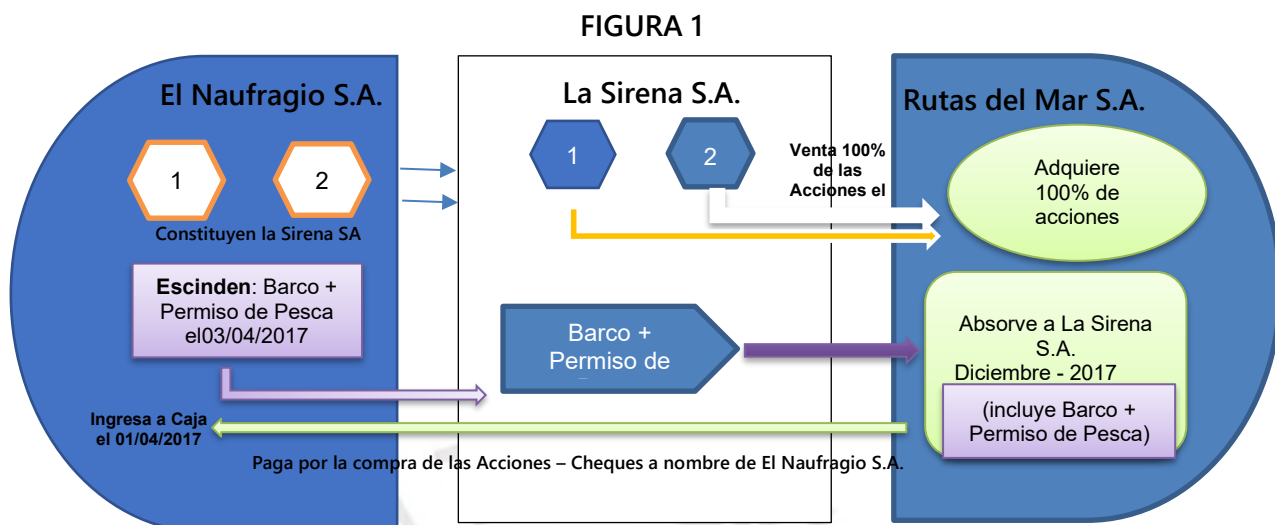 FIGURA 1
El Naufragio S.A.
1
2
Constituyen la Sirena SA
Escinden: Barco +
Permiso de Pesca
el03/04/2017
Ingresa a Caja
el 01/04/2017
La Sirena S.A.
1
2
Venta 100%
de las
Acciones el
Barco +
Permiso de
Rutas del Mar S.A.
Adquiere
100% de
acciones
Absorve a La Sirena
S.A.
Diciembre - 2017
(incluye Barco +
Permiso de Pesca)
Paga por la compra de las Acciones – Cheques a nombre de El Naufragio S.A.